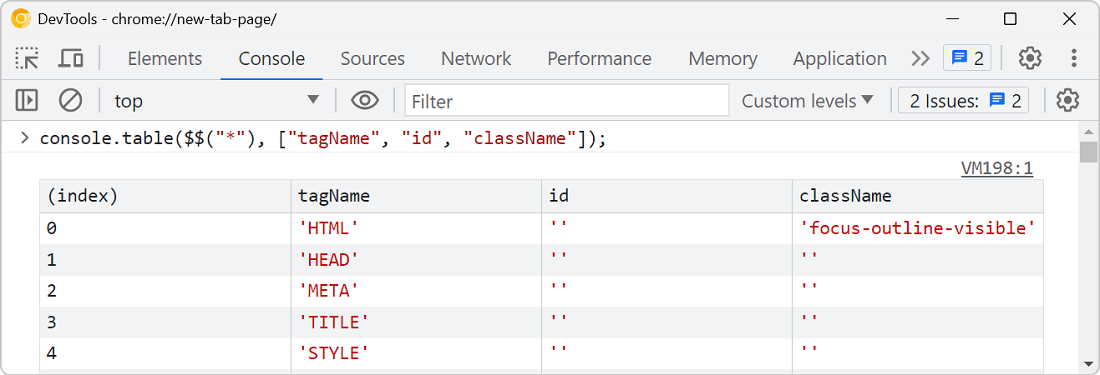 DevTools - chrome://new-tab-page/
Elements Console Sources Network Performance Memory Application 2
top Filter Custom levels 2 Issues: 2
> console.table($$("*"), ["tagName", "id", "className"]);
VM198:1
(index) tagName id className
0 'HTML' '' 'focus-outline-visible'
1 'HEAD' '' ''
2 'META' '' ''
3 'TITLE' '' ''
4 'STYLE' '' ''